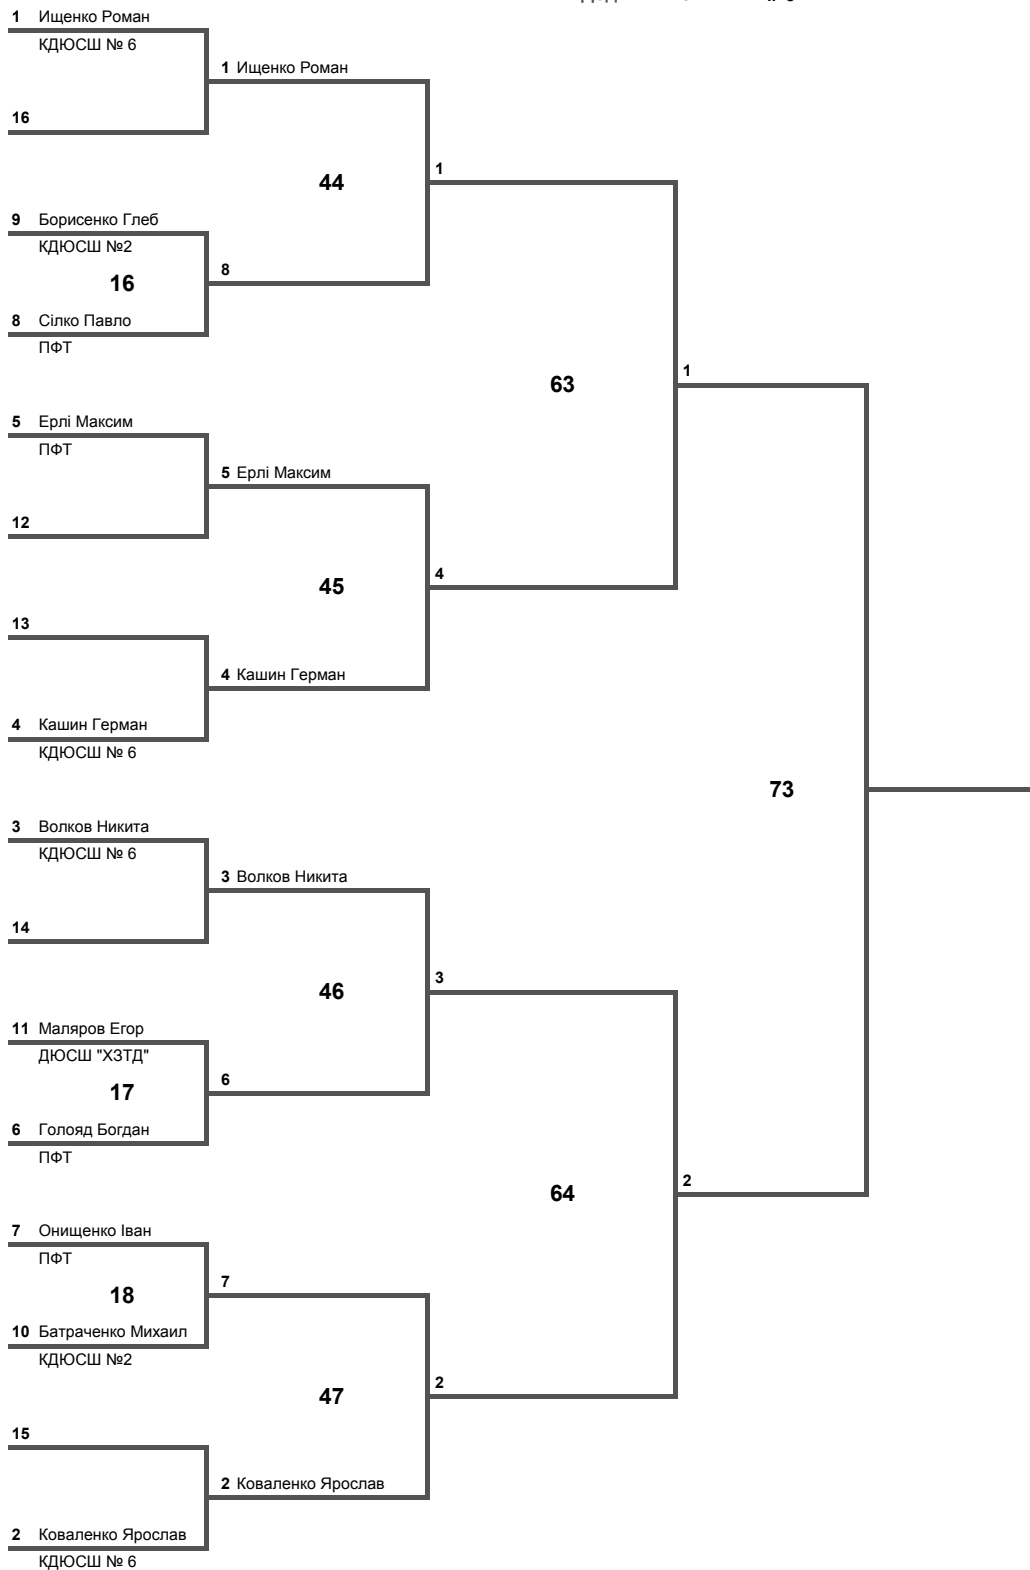 1 Ищенко Роман
КДЮСШ № 6
1 Ищенко Роман
16
1
44
9 Борисенко Глеб
КДЮСШ №2
8
16
8 Сілко Павло
ПФТ
1
63
5 Ерлі Максим
ПФТ
5 Ерлі Максим
12
4
45
13
4 Кашин Герман
4 Кашин Герман
КДЮСШ № 6
73
3 Волков Никита
КДЮСШ № 6
3 Волков Никита
14
3
46
11 Маляров Егор
ДЮСШ "ХЗТД"
6
17
6 Голояд Богдан
ПФТ
2
64
7 Онищенко Іван
ПФТ
7
18
10 Батраченко Михаил
КДЮСШ №2
2
47
15
2 Коваленко Ярослав
2 Коваленко Ярослав
КДЮСШ № 6